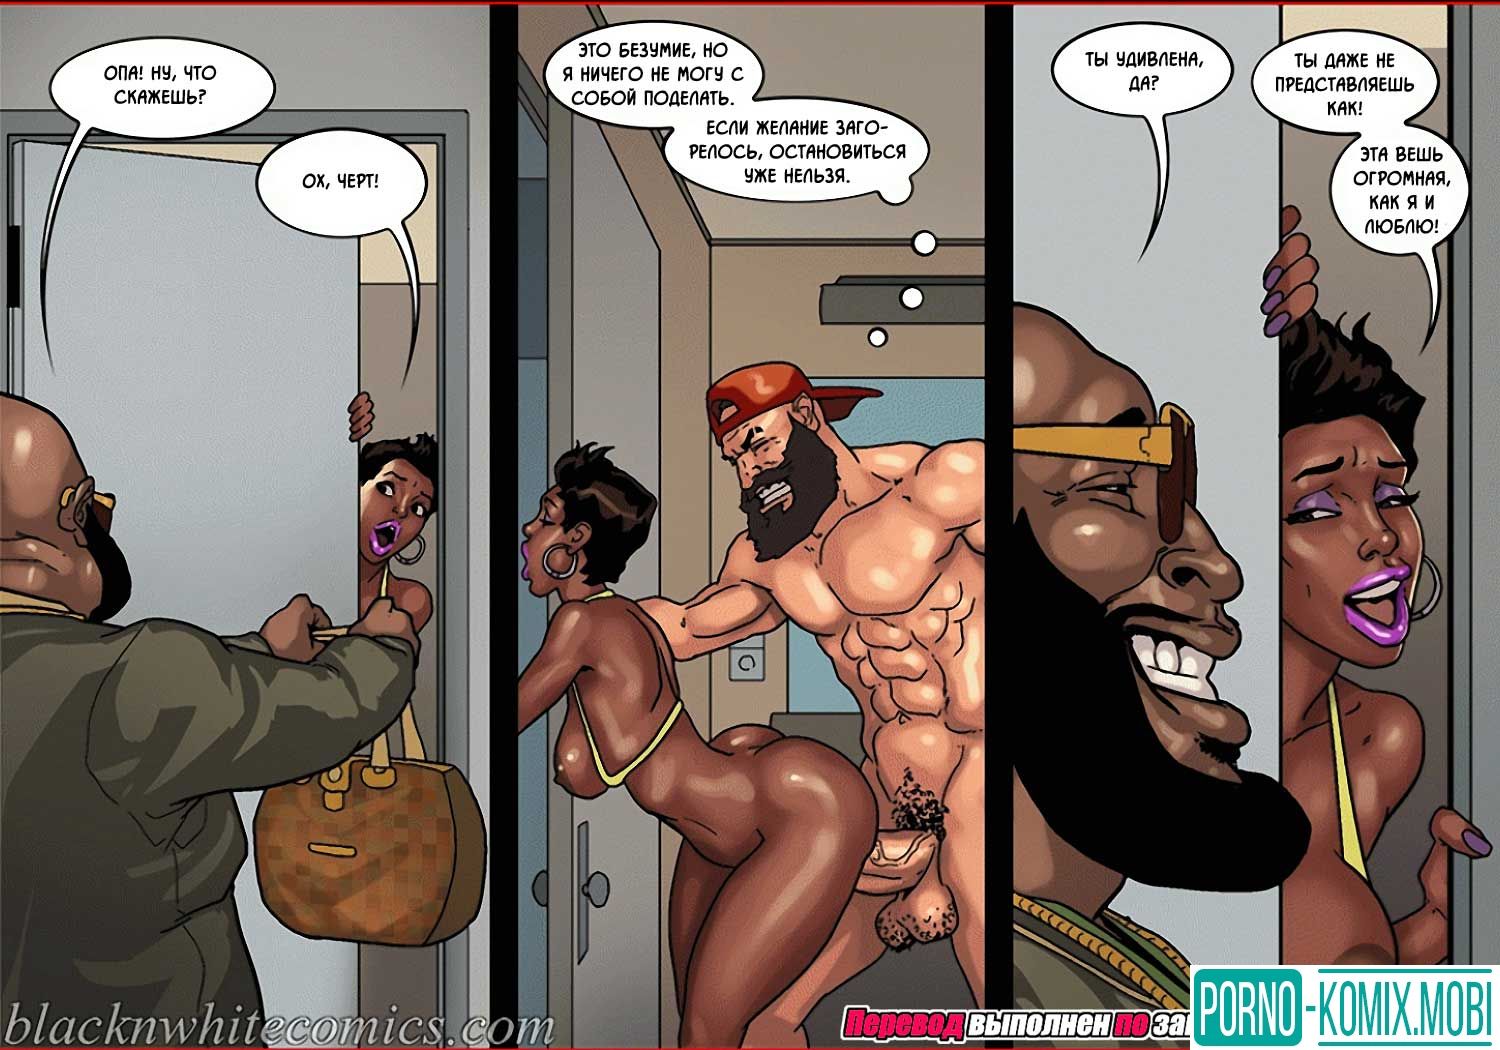 ОПА! НУ, ЧТО
СКАЖЕШЬ?
ОХ, ЧЕРТ!
ЭТО БЕЗУМИЕ, НО
Я НИЧЕГО НЕ МОГУ С
СОБОЙ ПОДЕЛАТЬ.
ЕСЛИ ЖЕЛАНИЕ ЗАГО-
РЕЛОСЬ, ОСТАНОВИТЬСЯ
УЖЕ НЕЛЬЗЯ.
ТЫ УДИВЛЕНА,
ДА?
ТЫ ДАЖЕ НЕ
ПРЕДСТАВЛЯЕШЬ
КАК!
ЭТА ВЕШЬ
ОГРОМНАЯ,
КАК Я И
ЛЮБЛЮ!
blacknwhitecomics.com
Перевод выполнен по за
PORNO-KOMIX.MOBI